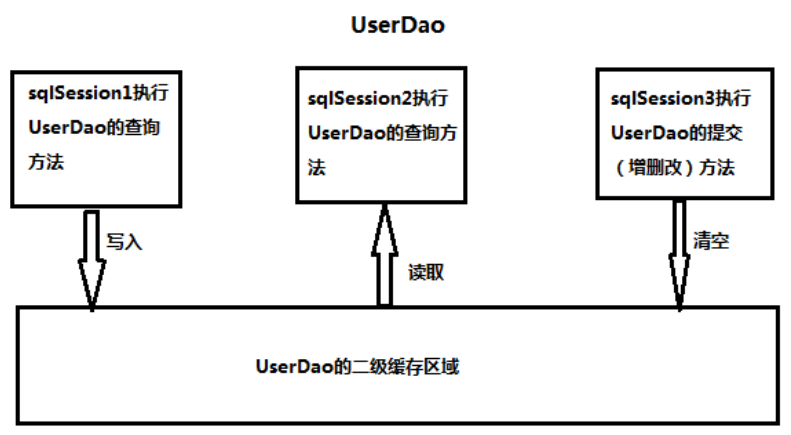 UserDao
sqlSession1执行
UserDao的查询
方法
sqlSession2执行
UserDao的查询方
法
sqlSession3执行
UserDao的提交
（增删改）方法
写入
读取
清空
UserDao的二级缓存区域